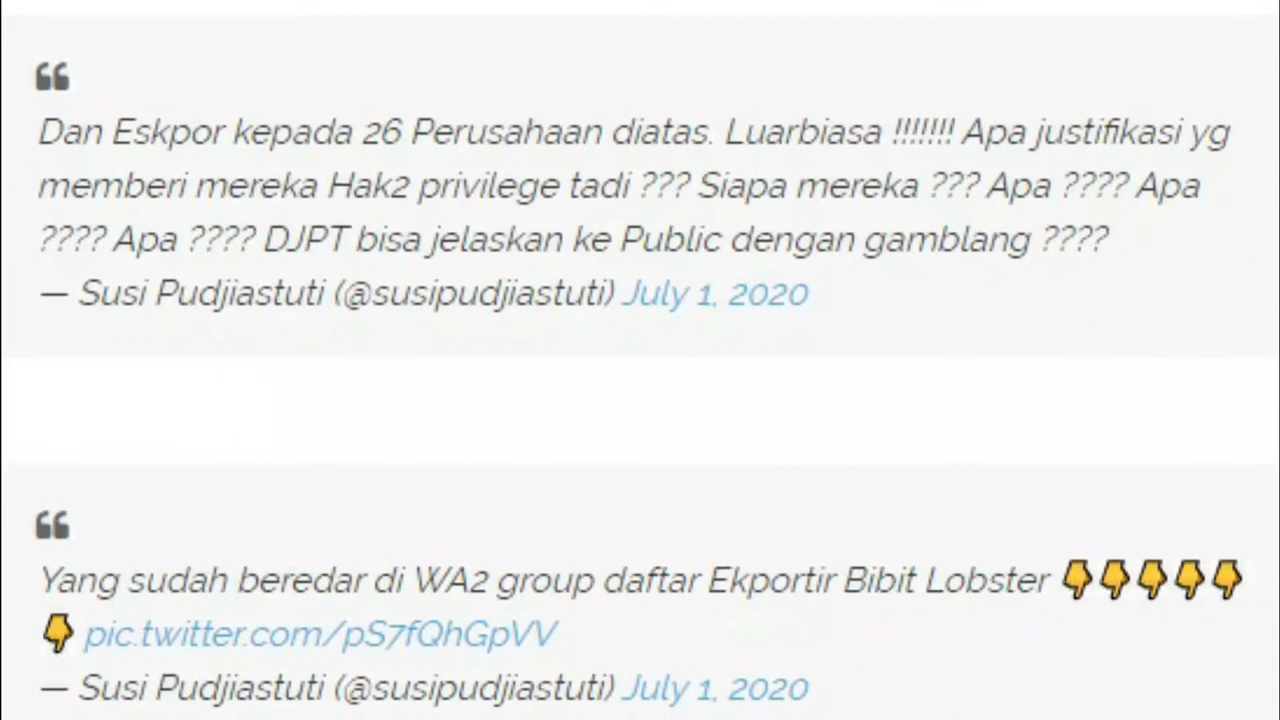 Dan Eskpor kepada 26 Perusahaan diatas. Luarbiasa !!!!!!! Apa justifikasi yg
memberi mereka Hak2 privilege tadi ??? Siapa mereka ??? Apa ???? Apa
???? Apa ???? DJPT bisa jelaskan ke Public dengan gamblang ????
— Susi Pudjiastuti (@susipudjiastuti) July 1, 2020
Yang sudah beredar di WA2 group daftar Ekportir Bibit Lobster 👇👇👇👇👇
👇 pic.twitter.com/pS7fQhGpVV
— Susi Pudjiastuti (@susipudjiastuti) July 1, 2020